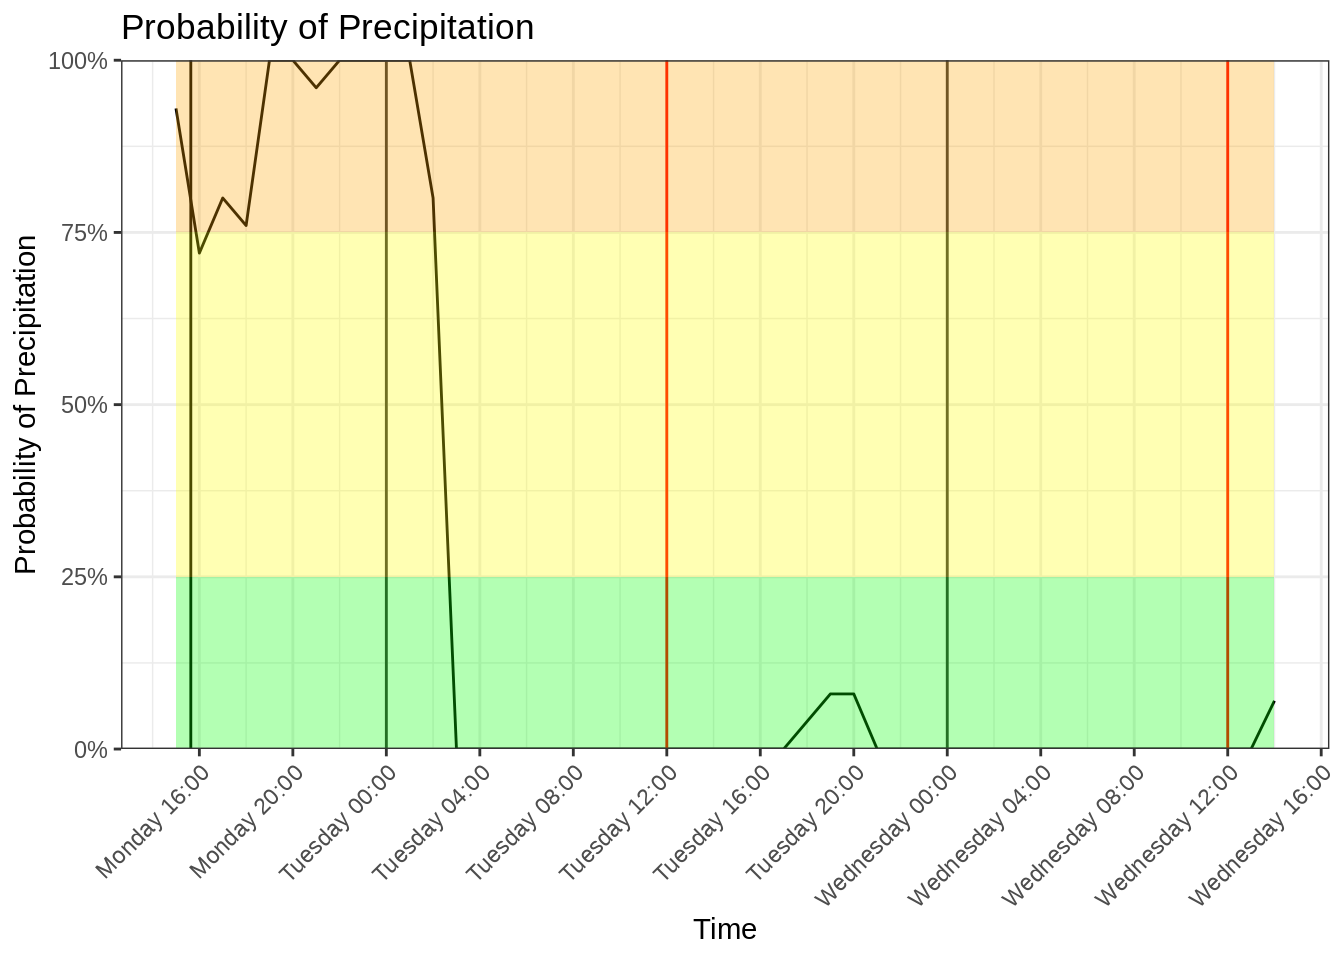 Probability of Precipitation
Probability of Precipitation
100%
75%
50%
25%
0%
Monday 16:00
Monday 20:00
Tuesday 00:00
Tuesday 04:00
Tuesday 08:00
Tuesday 12:00
Tuesday 16:00
Tuesday 20:00
Wednesday 00:00
Wednesday 04:00
Wednesday 08:00
Wednesday 12:00
Wednesday 16:00
Time